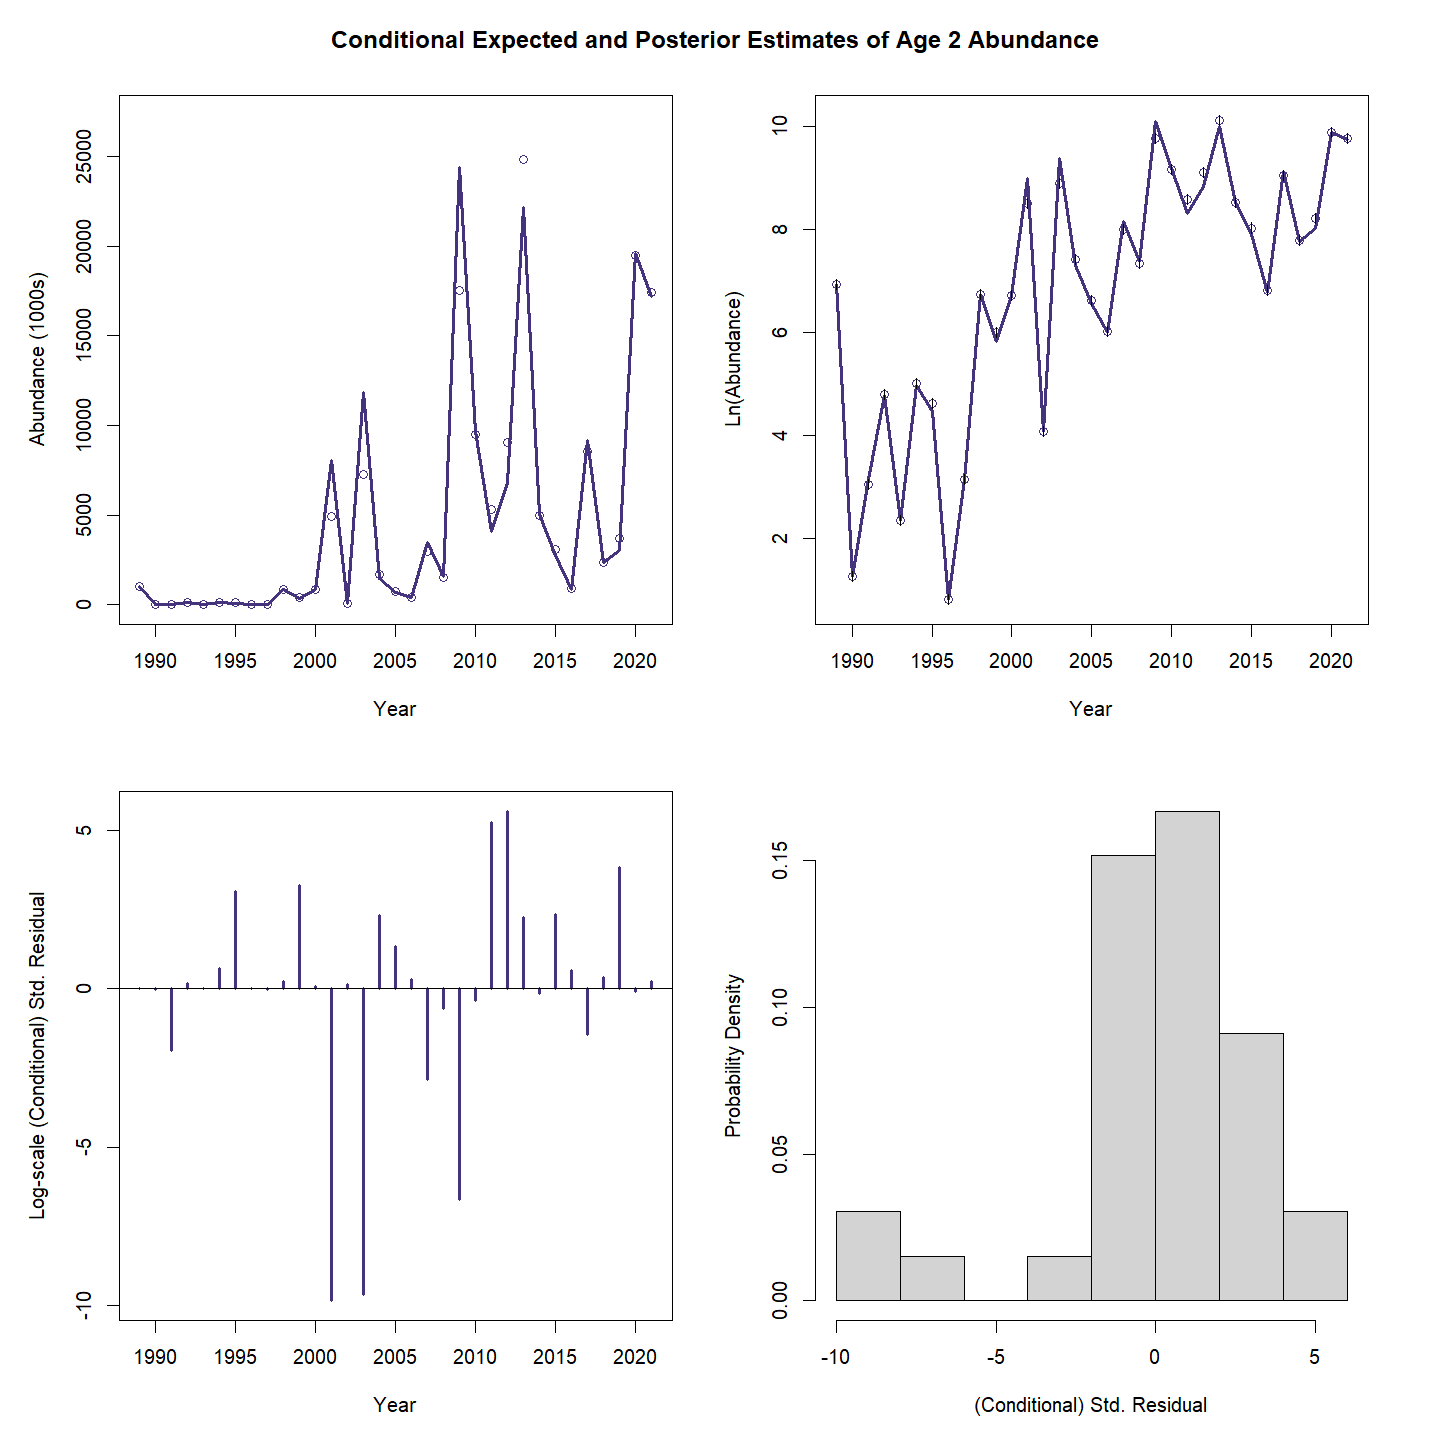 Conditional Expected and Posterior Estimates of Age 2 Abundance
Abundance (1000s)
0 5000 10000 15000 20000 25000
1990 1995 2000 2005 2010 2015 2020
Year
Ln(Abundance)
2 4 6 8 10
1990 1995 2000 2005 2010 2015 2020
Year
Log-scale (Conditional) Std. Residual
-10 -5 0 5
1990 1995 2000 2005 2010 2015 2020
Year
Probability Density
0.00 0.05 0.10 0.15
-10 -5 0 5
(Conditional) Std. Residual